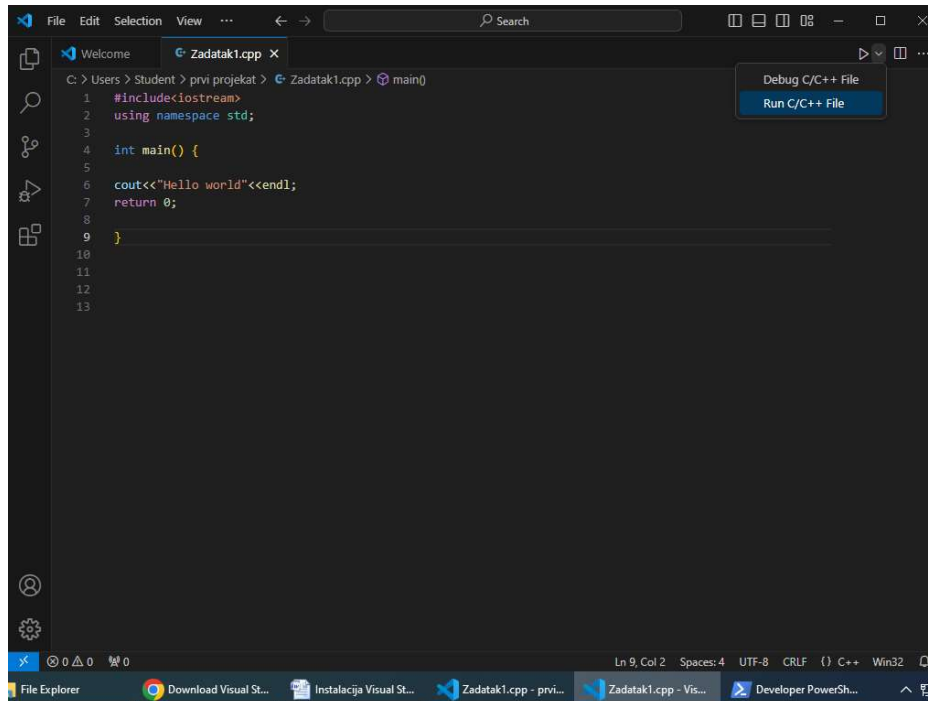 File Edit Selection View ··· Search
Welcome Zadatak1.cpp
C: > Users > Student > prvi projekat > Zadatak1.cpp > main()
Debug C/C++ File
Run C/C++ File
1 #include<iostream>
2 using namespace std;
3
4 int main() {
5
6 cout<<"Hello world"<<endl;
7 return 0;
8
9 }
10
11
12
13
0 0 0 Ln 9, Col 2 Spaces: 4 UTF-8 CRLF {} C++ Win32
File Explorer Download Visual St... Instalacija Visual St... Zadatak1.cpp - prvi... Zadatak1.cpp - Vis... Developer PowerSh...